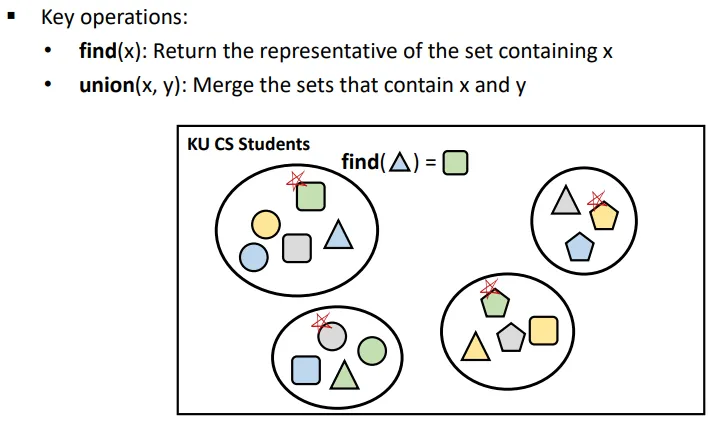 Key operations:
find(x): Return the representative of the set containing x
union(x, y): Merge the sets that contain x and y
KU CS Students
find( ) =